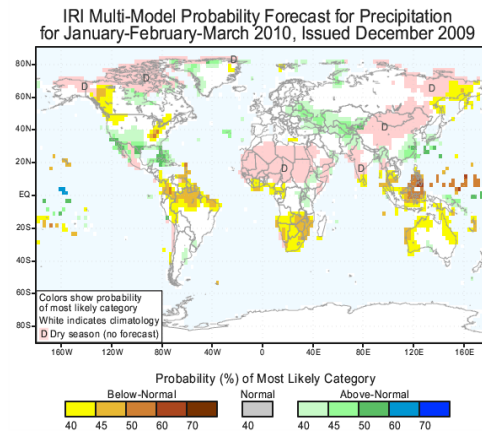 IRI Multi-Model Probability Forecast for Precipitation
for January-February-March 2010, Issued December 2009
80N
60N
40N
20N
EQ
20S
40S
60S
80S
D
D
D
D
D
D
D
Colors show probability
of most likely category
White indicates climatology
D Dry season (no forecast)
160W 120W 80W 40W 0 40E 80E 120E 160E
Probability (%) of Most Likely Category
Below-Normal Normal Above-Normal
40 45 50 60 70 40 40 45 50 60 70